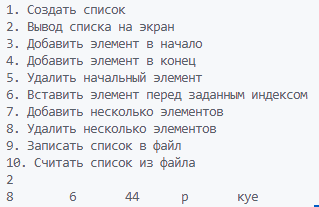 1. Создать список
2. Вывод списка на экран
3. Добавить элемент в начало
4. Добавить элемент в конец
5. Удалить начальный элемент
6. Вставить элемент перед заданным индексом
7. Добавить несколько элементов
8. Удалить несколько элементов
9. Записать список в файл
10. Считать список из файла
2
8 6 44 р куе